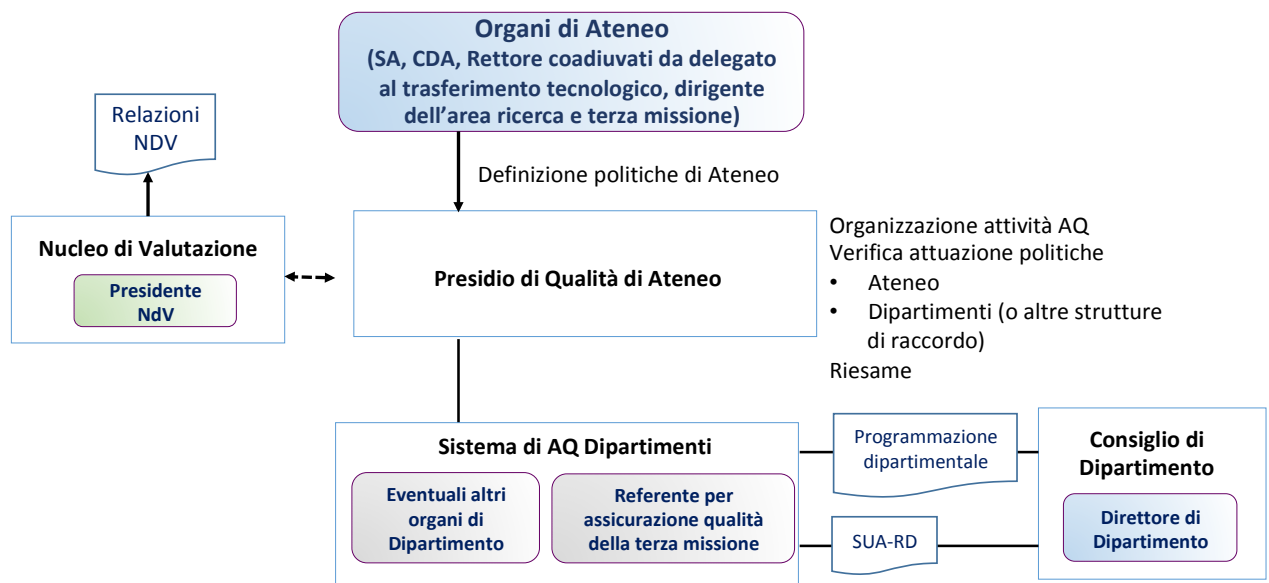 Organi di Ateneo
(SA, CDA, Rettore coadiuvati da delegato
al trasferimento tecnologico, dirigente
dell'area ricerca e terza missione)
Relazioni
NDV
Definizione politiche di Ateneo
Nucleo di Valutazione
Presidente
NdV
Presidio di Qualità di Ateneo
Organizzazione attività AQ
Verifica attuazione politiche
• Ateneo
• Dipartimenti (o altre strutture
di raccordo)
Riesame
Sistema di AQ Dipartimenti
Eventuali altri
organi di
Dipartimento
Referente per
assicurazione qualità
della terza missione
Programmazione
dipartimentale
SUA-RD
Consiglio di
Dipartimento
Direttore di
Dipartimento